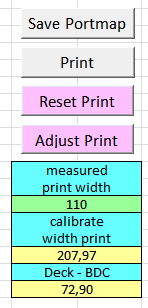 Save Portmap
Print
Reset Print
Adjust Print
measured
print width
110
calibrate
width print
207,97
Deck - BDC
72,90